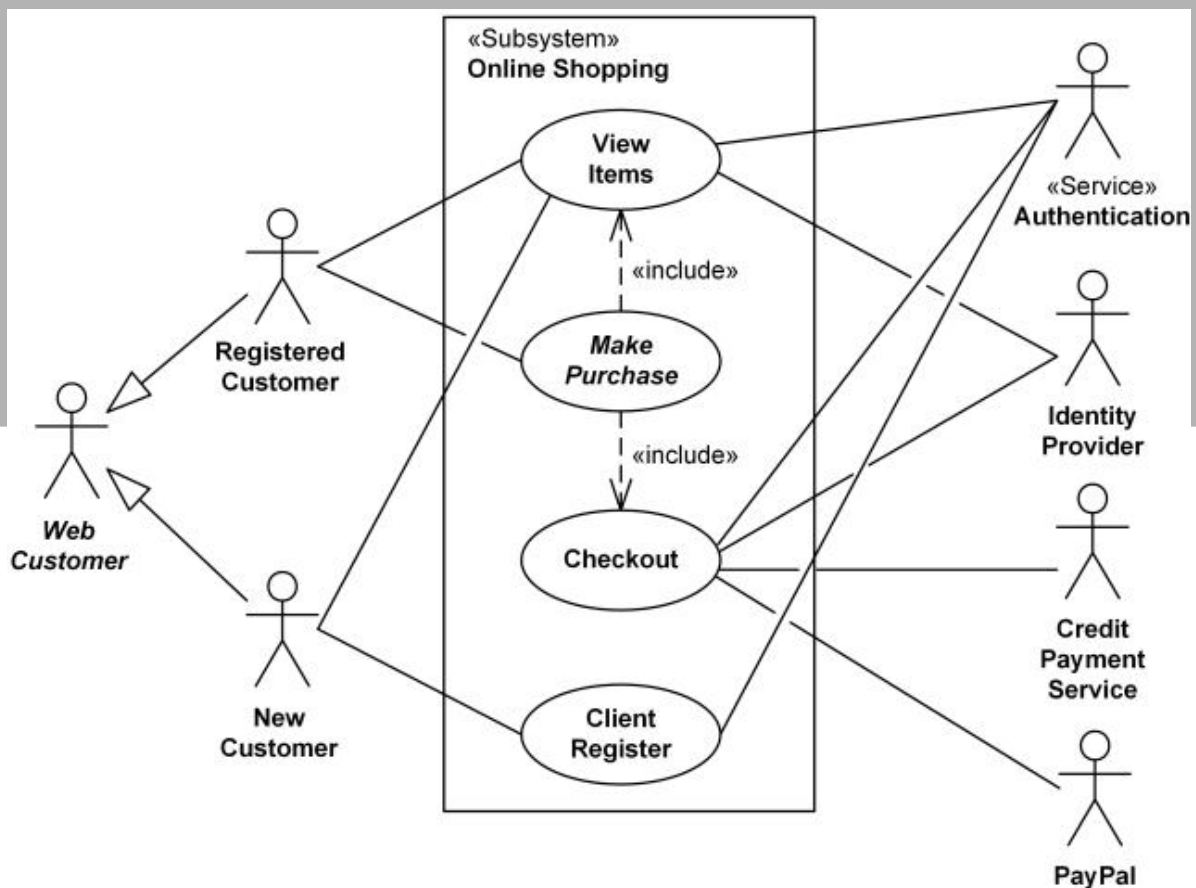 «Subsystem»
Online Shopping
View
Items
«include»
Make
Purchase
«include»
Checkout
Client
Register
Registered
Customer
Web
Customer
New
Customer
«Service»
Authentication
Identity
Provider
Credit
Payment
Service
PayPal